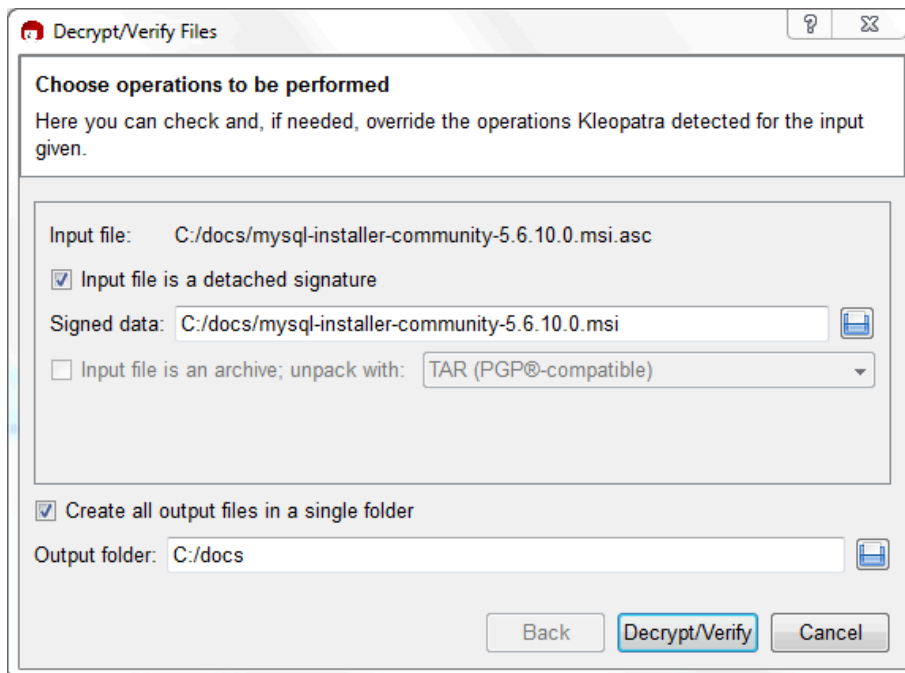 Decrypt/Verify Files
Choose operations to be performed
Here you can check and, if needed, override the operations Kleopatra detected for the input
given.
Input file: C:/docs/mysql-installer-community-5.6.10.0.msi.asc
Input file is a detached signature
Signed data: C:/docs/mysql-installer-community-5.6.10.0.msi
Input file is an archive; unpack with: TAR (PGP®-compatible)
Create all output files in a single folder
Output folder: C:/docs
Back Decrypt/Verify Cancel